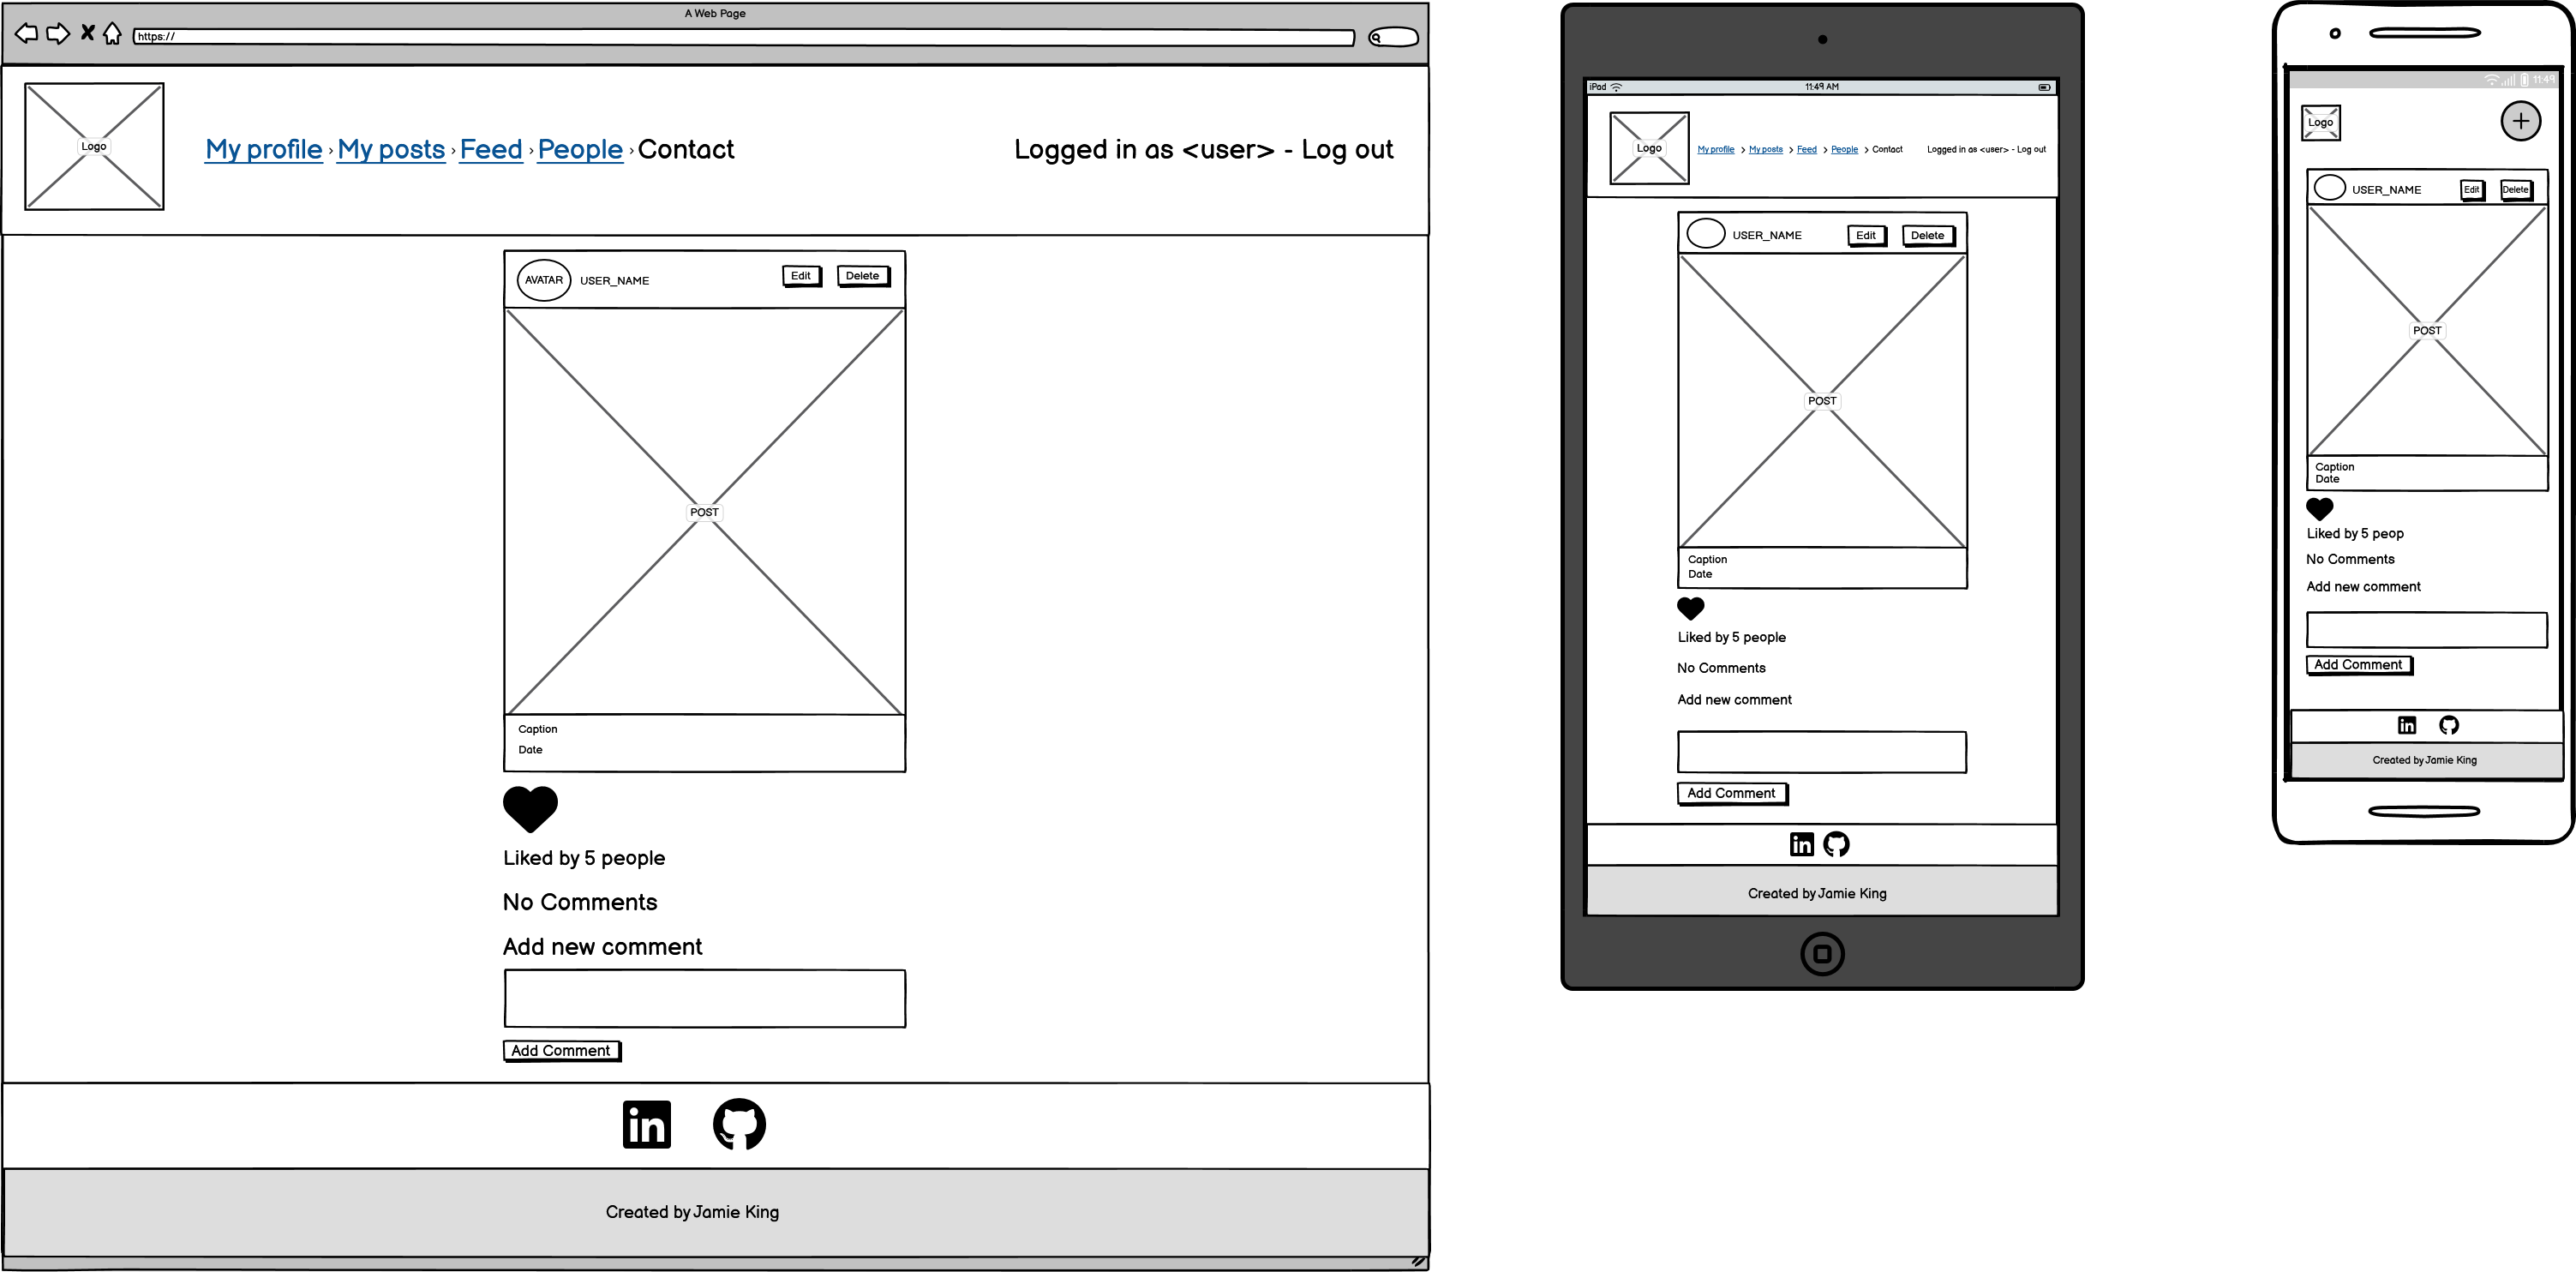 A Web Page
https://
Logo
My profile › My posts › Feed › People › Contact
Logged in as <user> - Log out
AVATAR
USER_NAME
Edit
Delete
POST
Caption
Date
Liked by 5 people
No Comments
Add new comment
Add Comment
in
Created by Jamie King
iPad
11:49 AM
Logo
My profile > My posts > Feed > People > Contact
Logged in as <user> - Log out
USER_NAME
Edit
Delete
POST
Caption
Date
Liked by 5 people
No Comments
Add new comment
Add Comment
in
Created by Jamie King
11:49
Logo
USER_NAME
Edit
Delete
POST
Caption
Date
Liked by 5 peop
No Comments
Add new comment
Add Comment
in
Created by Jamie King